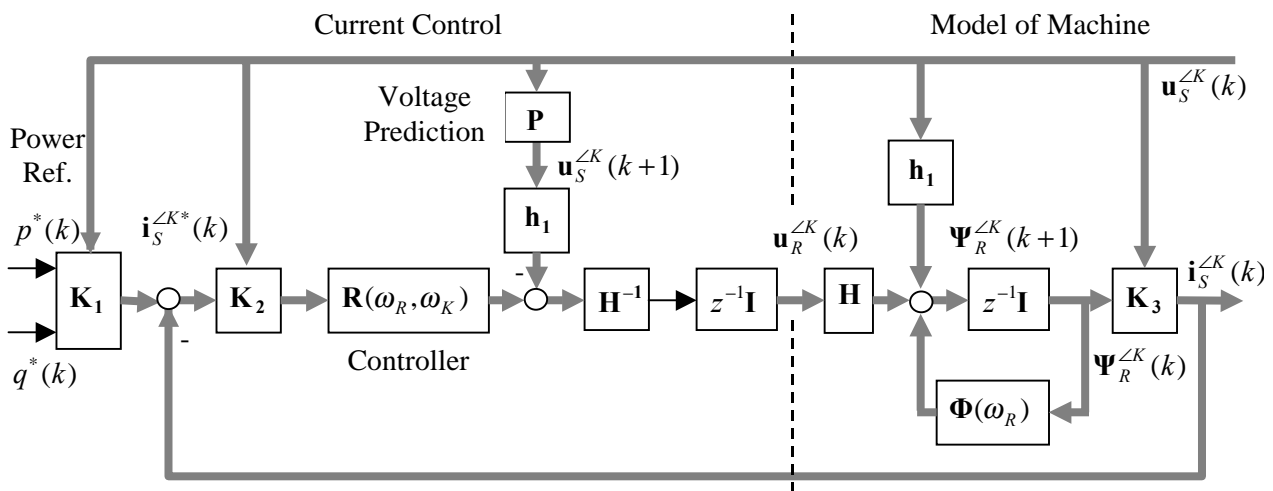 Current Control
Model of Machine
Voltage
Prediction
P
u_S^{∠K}(k)
Power
Ref.
u_S^{∠K}(k+1)
h₁
h₁
p*(k)
i_S^{∠K*}(k)
u_R^{∠K}(k)
Ψ_R^{∠K}(k+1)
i_S^{∠K}(k)
-
K₁
K₂
R(ω_R, ω_K)
H⁻¹
z⁻¹I
H
z⁻¹I
K₃
-
q*(k)
Controller
Ψ_R^{∠K}(k)
Φ(ω_R)